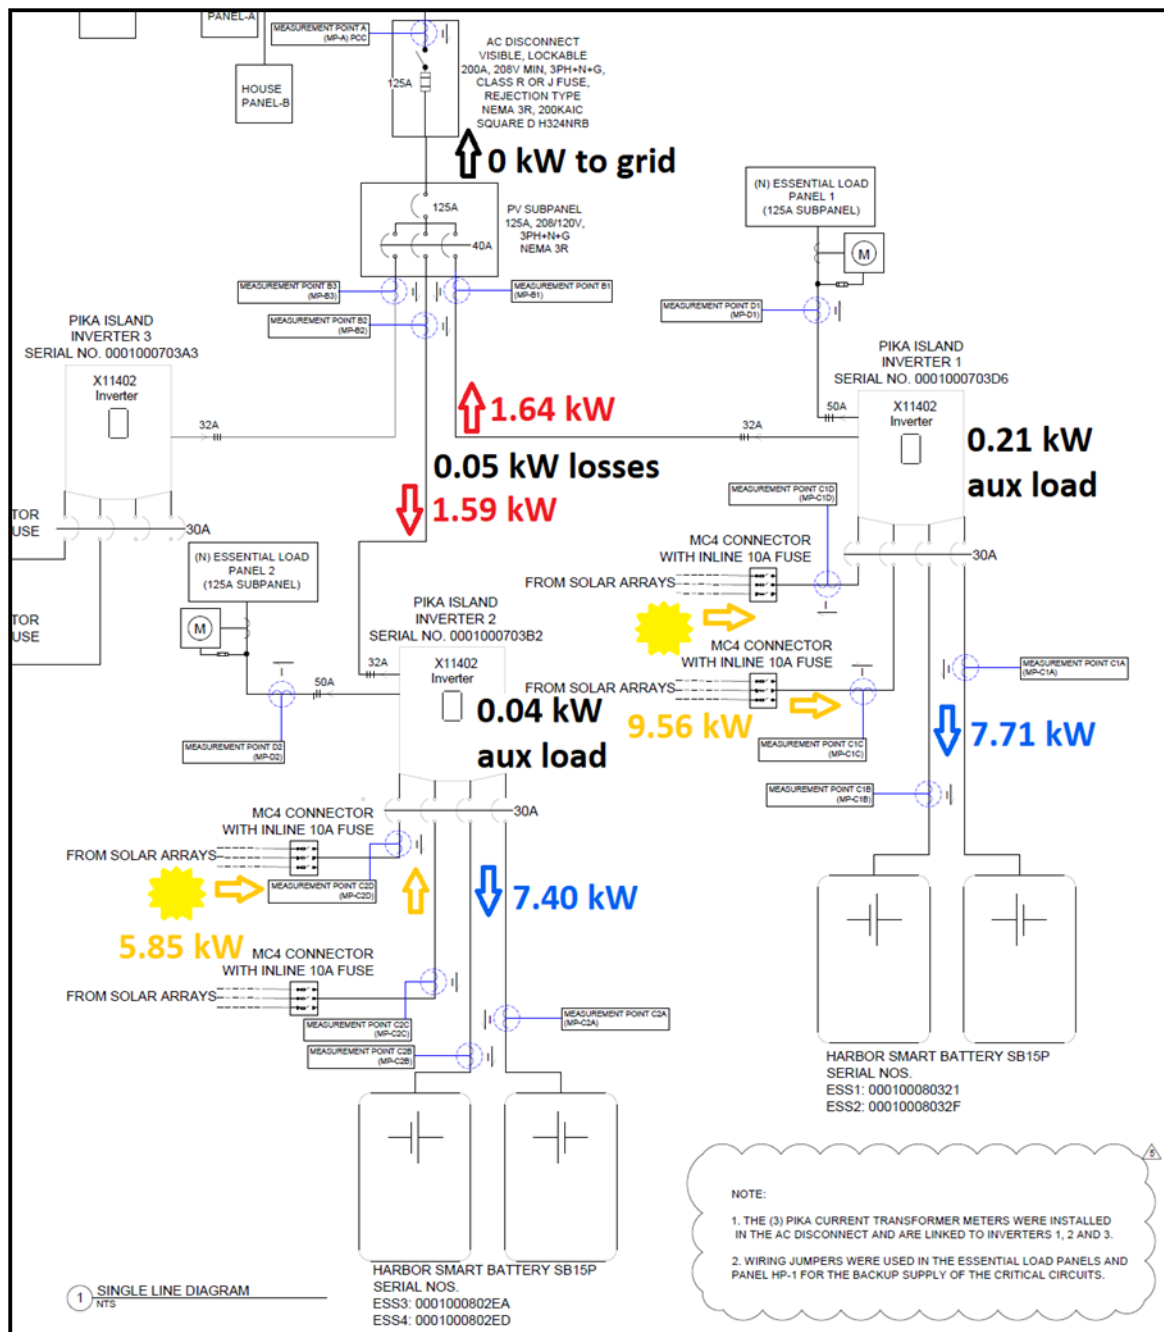 PANEL-A
HOUSE
PANEL-B
MEASUREMENT POINT A
(MP-A) PCC
125A
AC DISCONNECT
VISIBLE, LOCKABLE
200A, 208V MIN, 3PH+N+G,
CLASS R OR J FUSE,
REJECTION TYPE
NEMA 3R, 200KAIC
SQUARE D H324NRB
0 kW to grid
125A
40A
PV SUBPANEL
125A, 208/120V,
3PH+N+G
NEMA 3R
(N) ESSENTIAL LOAD
PANEL 1
(125A SUBPANEL)
M
MEASUREMENT POINT B3
(MP-B3)
MEASUREMENT POINT B1
(MP-B1)
MEASUREMENT POINT B2
(MP-B2)
MEASUREMENT POINT D1
(MP-D1)
PIKA ISLAND
INVERTER 3
SERIAL NO. 0001000703A3
X11402
Inverter
32A
30A
TOR
USE
TOR
USE
1.64 kW
0.05 kW losses
1.59 kW
PIKA ISLAND
INVERTER 1
SERIAL NO. 0001000703D6
X11402
Inverter
50A
32A
0.21 kW
aux load
30A
MEASUREMENT POINT C1D
(MP-C1D)
MC4 CONNECTOR
WITH INLINE 10A FUSE
FROM SOLAR ARRAYS
MC4 CONNECTOR
WITH INLINE 10A FUSE
FROM SOLAR ARRAYS
9.56 kW
MEASUREMENT POINT C1A
(MP-C1A)
MEASUREMENT POINT C1C
(MP-C1C)
7.71 kW
MEASUREMENT POINT C1B
(MP-C1B)
(N) ESSENTIAL LOAD
PANEL 2
(125A SUBPANEL)
M
PIKA ISLAND
INVERTER 2
SERIAL NO. 0001000703B2
X11402
Inverter
32A
50A
MEASUREMENT POINT D2
(MP-D2)
0.04 kW
aux load
30A
MC4 CONNECTOR
WITH INLINE 10A FUSE
FROM SOLAR ARRAYS
MEASUREMENT POINT C2D
(MP-C2D)
5.85 kW
7.40 kW
MC4 CONNECTOR
WITH INLINE 10A FUSE
FROM SOLAR ARRAYS
MEASUREMENT POINT C2C
(MP-C2C)
MEASUREMENT POINT C2A
(MP-C2A)
MEASUREMENT POINT C2B
(MP-C2B)
HARBOR SMART BATTERY SB15P
SERIAL NOS.
ESS1: 000100080321
ESS2: 00010008032F
HARBOR SMART BATTERY SB15P
SERIAL NOS.
ESS3: 0001000802EA
ESS4: 0001000802ED
5
NOTE:
1. THE (3) PIKA CURRENT TRANSFORMER METERS WERE INSTALLED
IN THE AC DISCONNECT AND ARE LINKED TO INVERTERS 1, 2 AND 3.
2. WIRING JUMPERS WERE USED IN THE ESSENTIAL LOAD PANELS AND
PANEL HP-1 FOR THE BACKUP SUPPLY OF THE CRITICAL CIRCUITS.
1
SINGLE LINE DIAGRAM
NTS